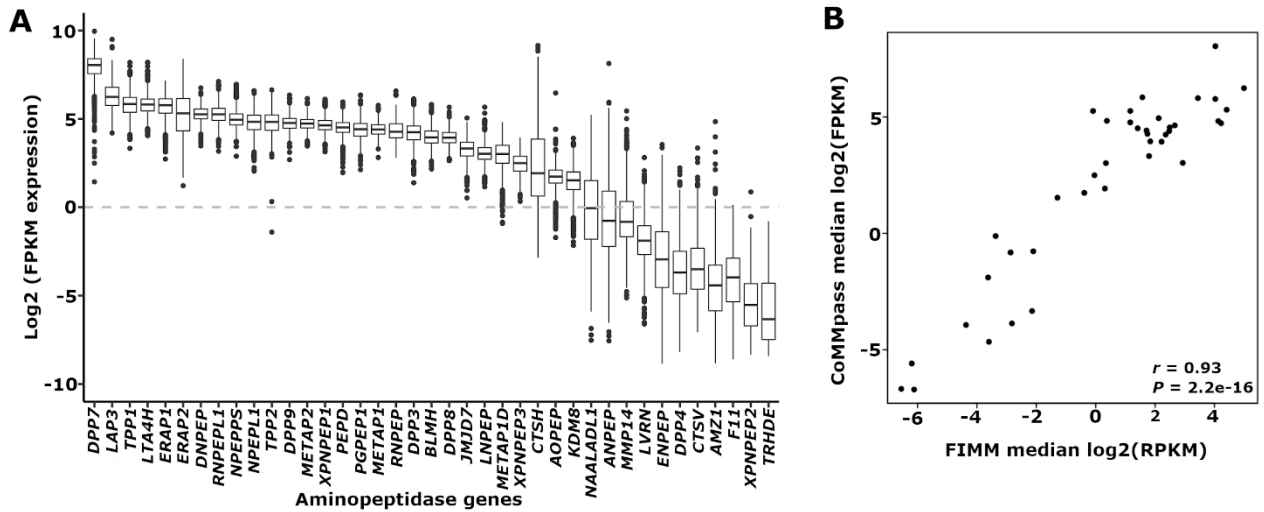 A
Log2 (FPKM expression)
10
5
0
-5
-10
DPP7
LAP3
TPP1
LTA4H
ERAP1
ERAP2
DNPEP
RNPEPL1
NPEPPS
NPEPL1
TPP2
DPP9
METAP2
XPNPEP1
PEPD
PGPEP1
METAP1
RNPEP
DPP3
BLMH
DPP8
JMJD7
LNPEP
METAP1D
XPNPEP3
CTSH
AOPEP
KDM8
NAALADL1
ANPEP
MMP14
LVRN
ENPEP
DPP4
CTSV
AMZ1
F11
XPNPEP2
TRHDE
Aminopeptidase genes
B
CoMMpass median log2(FPKM)
5
0
-5
r = 0.93
P = 2.2e-16
-6
-4
-2
0
2
4
FIMM median log2(RPKM)